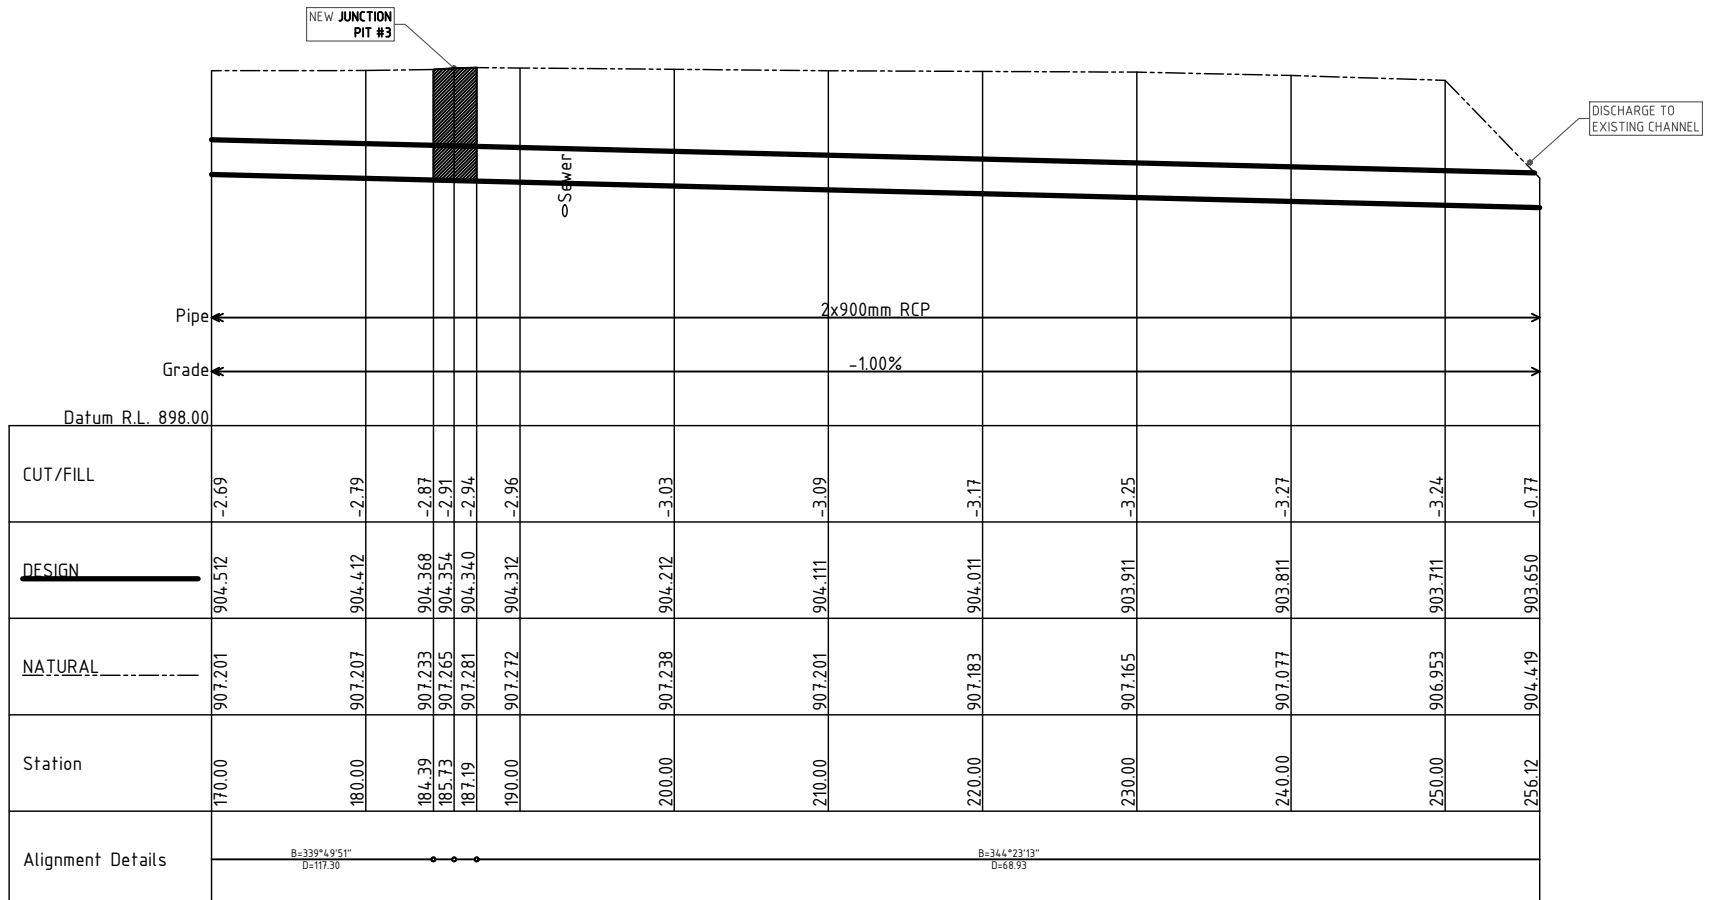 NEW JUNCTION
PIT #3
DISCHARGE TO
EXISTING CHANNEL
Sewer
Pipe
2x900mm RCP
Grade
-1.00%
Datum R.L. 898.00
CUT/FILL
-2.69
-2.79
-2.87
-2.91
-2.94
-2.96
-3.03
-3.09
-3.17
-3.25
-3.27
-3.24
-0.77
DESIGN
904.512
904.412
904.368
904.354
904.340
904.312
904.212
904.111
904.011
903.911
903.811
903.711
903.650
NATURAL
907.201
907.207
907.233
907.265
907.281
907.272
907.238
907.201
907.183
907.165
907.077
906.953
904.419
Station
170.00
180.00
184.39
185.73
187.19
190.00
200.00
210.00
220.00
230.00
240.00
250.00
256.12
Alignment Details
B=339°49'51"
D=117.30
B=344°23'13"
D=68.93